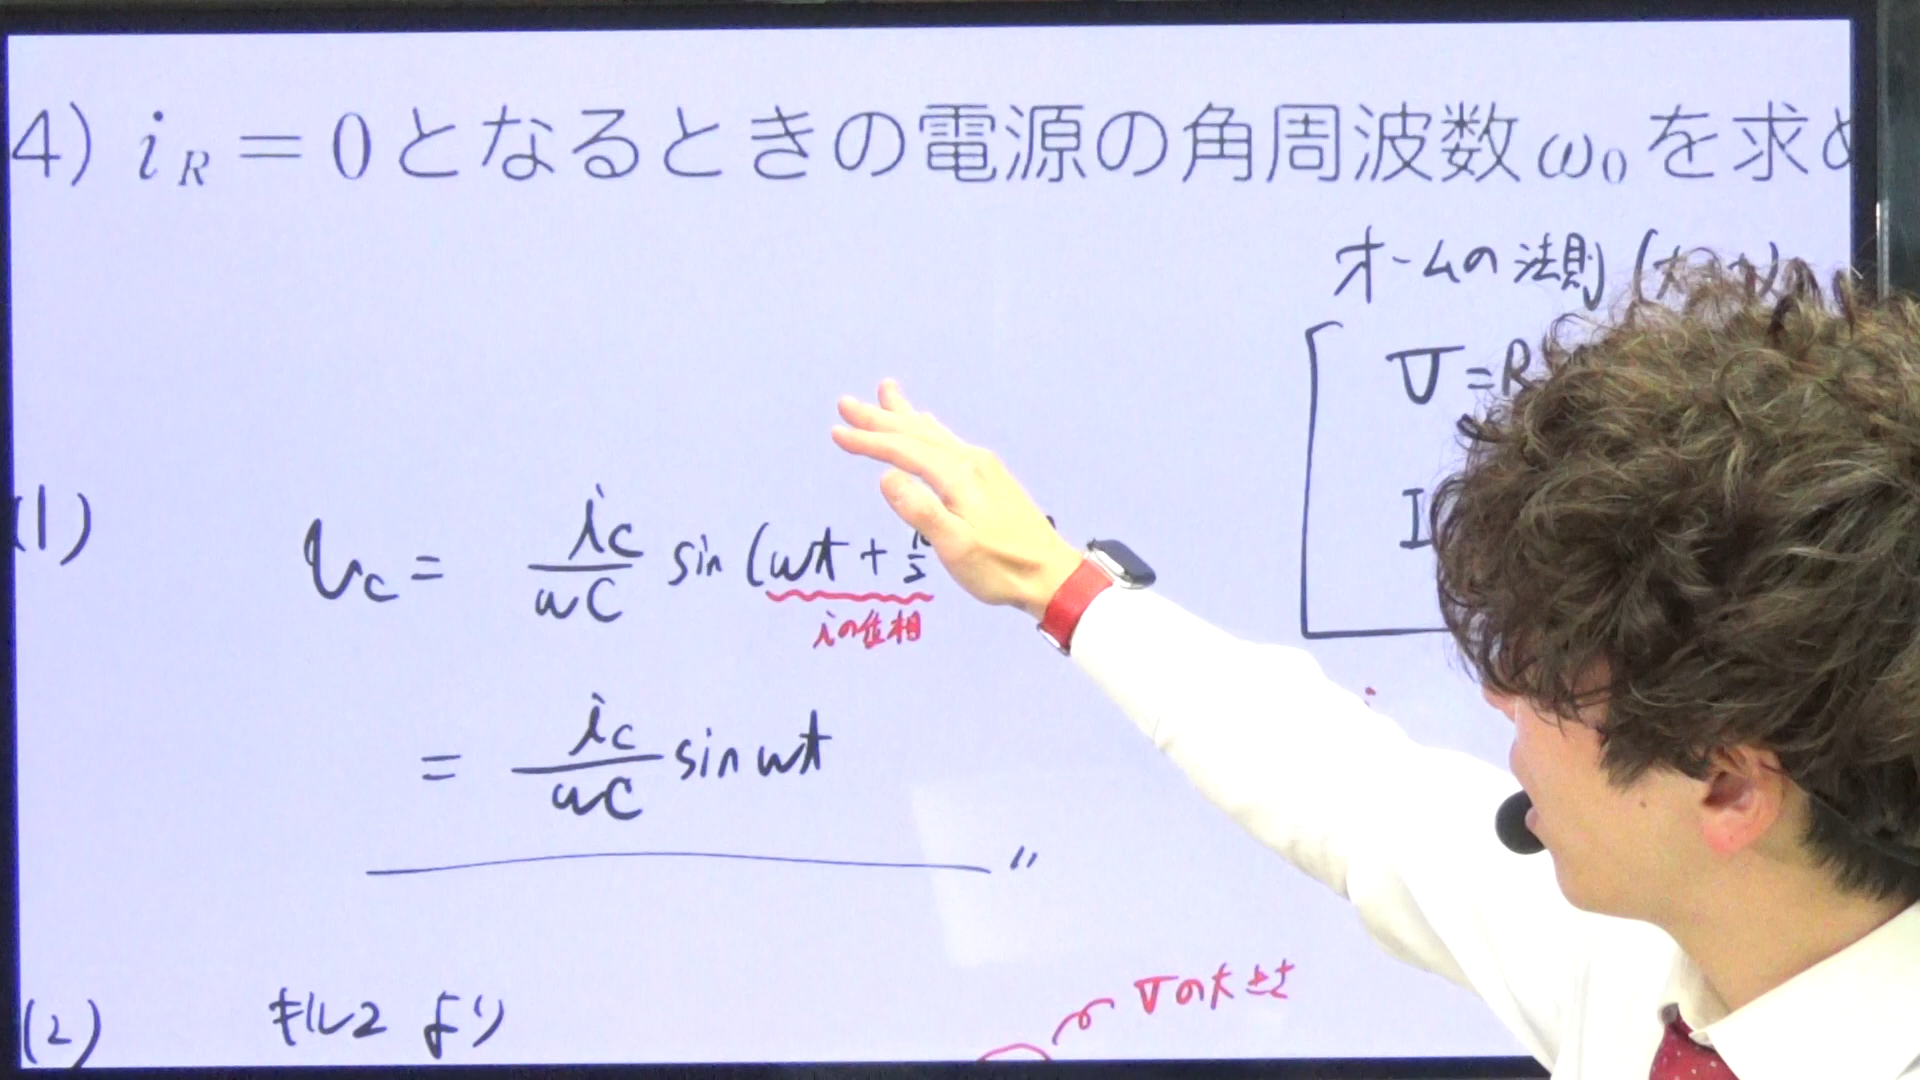 4) i_R = 0となるときの電源の角周波数ω_0を求
オームの法則
V=R
I
(1) v_c = i_c/ωC sin (ωt + π/2
iの位相
= i_c/ωC sin ωt
〃
Vの大きさ
(2) キル2 より